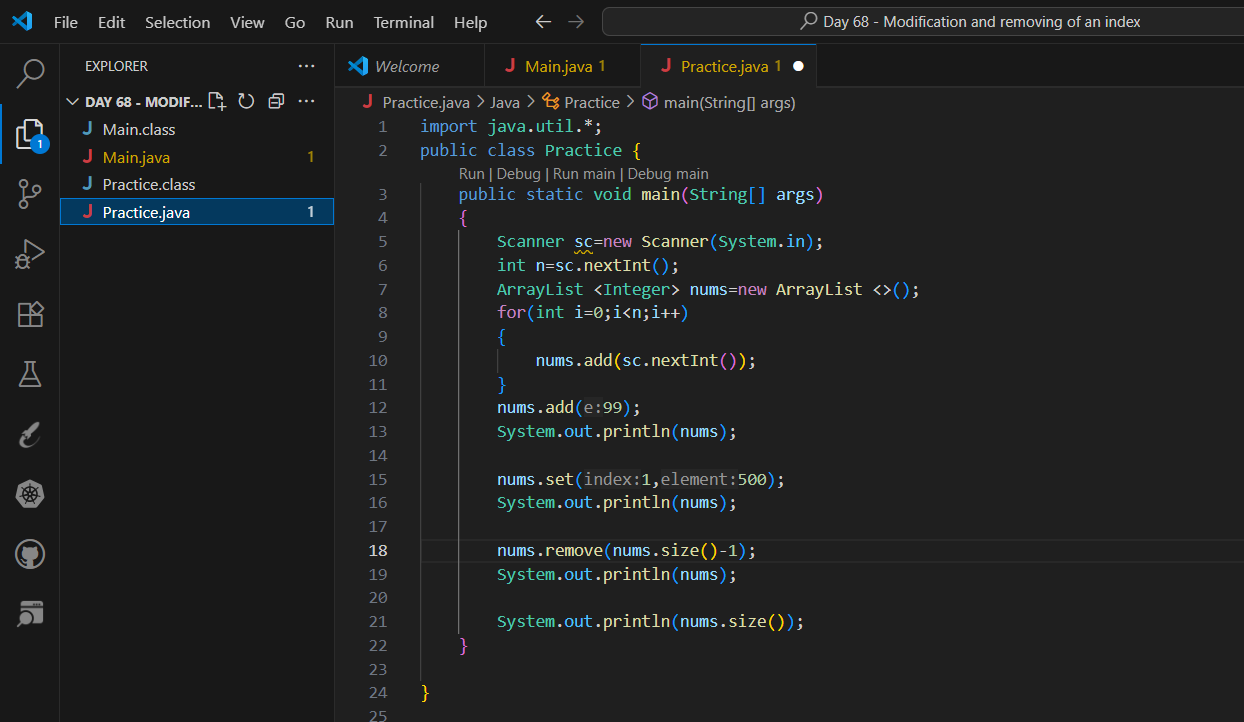 File Edit Selection View Go Run Terminal Help
Day 68 - Modification and removing of an index
EXPLORER
DAY 68 - MODIF...
J Main.class
J Main.java 1
J Practice.class
J Practice.java 1
1
Welcome
J Main.java 1
J Practice.java 1
J Practice.java > Java > Practice > main(String[] args)
1 import java.util.*;
2 public class Practice {
Run | Debug | Run main | Debug main
3 public static void main(String[] args)
4 {
5 Scanner sc=new Scanner(System.in);
6 int n=sc.nextInt();
7 ArrayList <Integer> nums=new ArrayList <>();
8 for(int i=0;i<n;i++)
9 {
10 nums.add(sc.nextInt());
11 }
12 nums.add(e:99);
13 System.out.println(nums);
14
15 nums.set(index:1,element:500);
16 System.out.println(nums);
17
18 nums.remove(nums.size()-1);
19 System.out.println(nums);
20
21 System.out.println(nums.size());
22 }
23
24 }
25